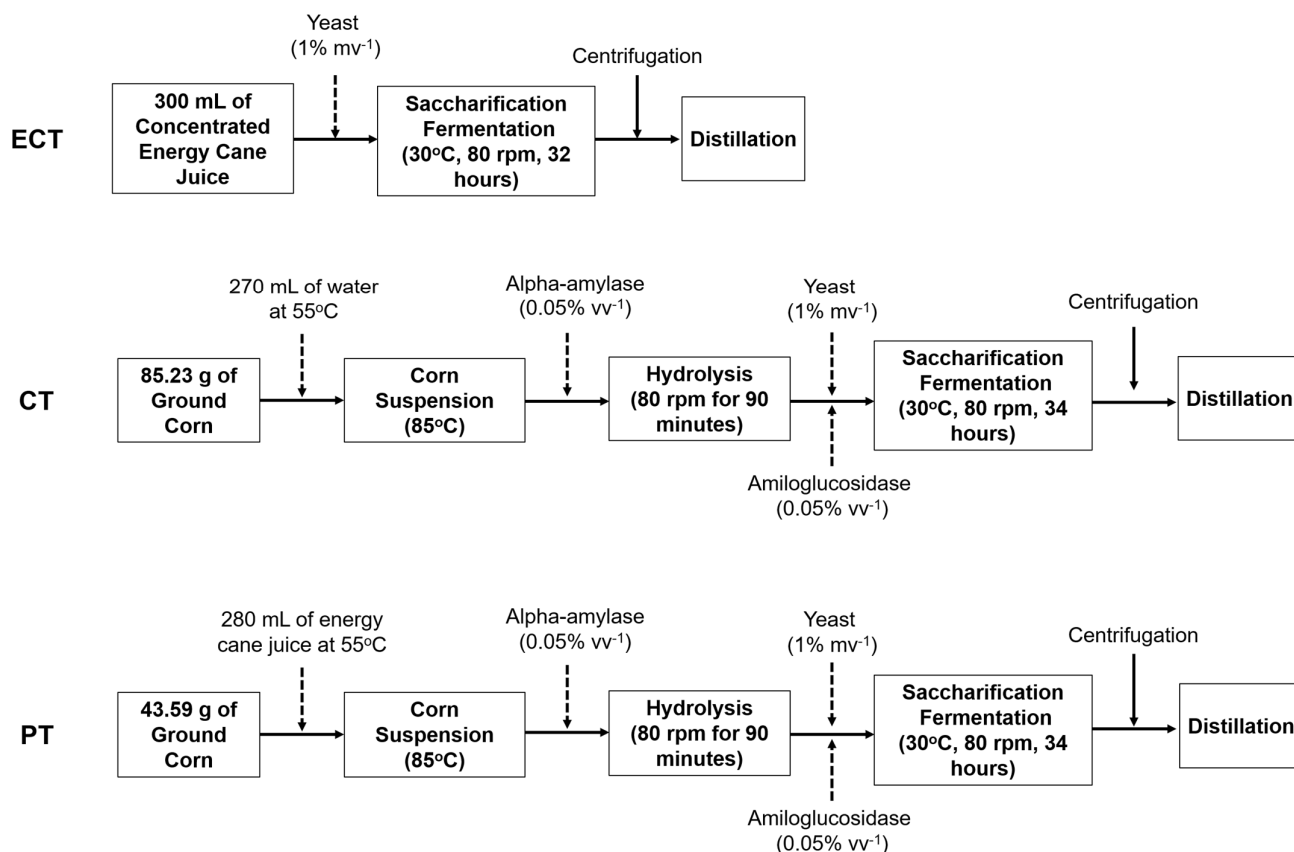 Yeast
(1% mv⁻¹)
Centrifugation
ECT
300 mL of
Concentrated
Energy Cane
Juice
Saccharification
Fermentation
(30ºC, 80 rpm, 32
hours)
Distillation
270 mL of water
at 55ºC
Alpha-amylase
(0.05% vv⁻¹)
Yeast
(1% mv⁻¹)
Centrifugation
CT
85.23 g of
Ground
Corn
Corn
Suspension
(85ºC)
Hydrolysis
(80 rpm for 90
minutes)
Saccharification
Fermentation
(30ºC, 80 rpm, 34
hours)
Distillation
Amiloglucosidase
(0.05% vv⁻¹)
280 mL of energy
cane juice at 55ºC
Alpha-amylase
(0.05% vv⁻¹)
Yeast
(1% mv⁻¹)
Centrifugation
PT
43.59 g of
Ground
Corn
Corn
Suspension
(85ºC)
Hydrolysis
(80 rpm for 90
minutes)
Saccharification
Fermentation
(30ºC, 80 rpm, 34
hours)
Distillation
Amiloglucosidase
(0.05% vv⁻¹)